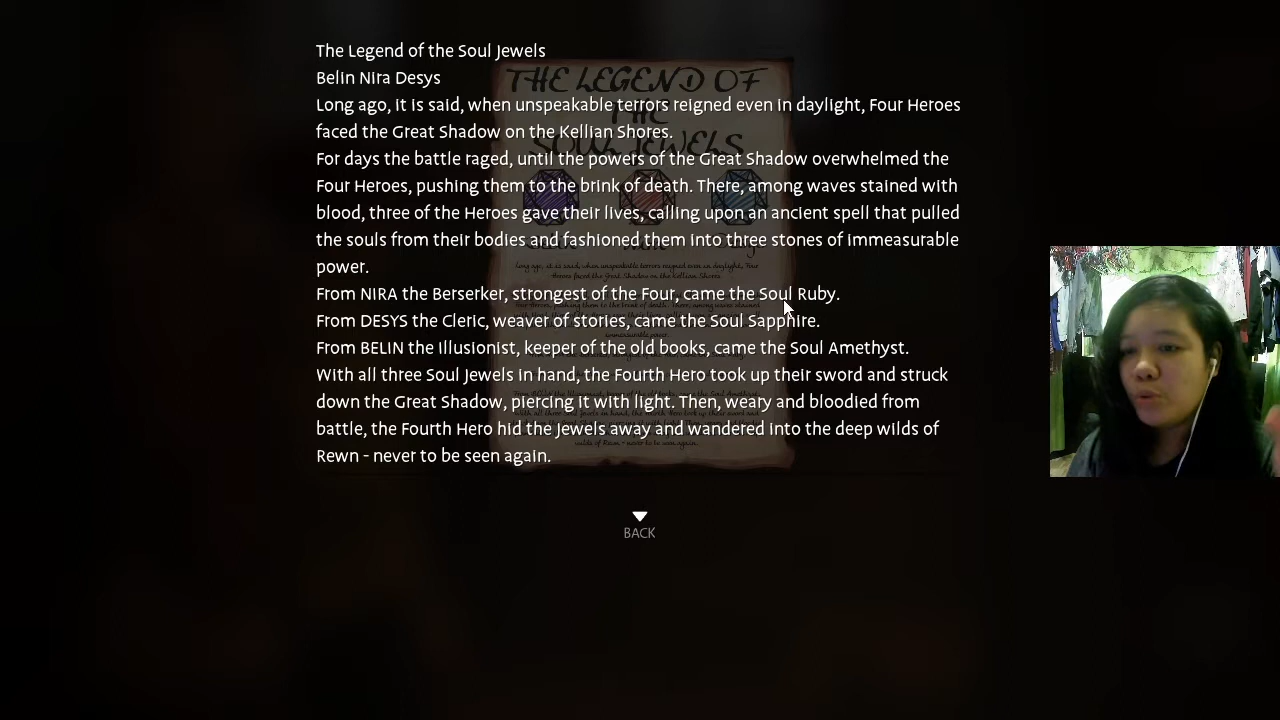 The Legend of the Soul Jewels
Belin Nira Desys
Long ago, it is said, when unspeakable terrors reigned even in daylight, Four Heroes
faced the Great Shadow on the Kellian Shores.
For days the battle raged, until the powers of the Great Shadow overwhelmed the
Four Heroes, pushing them to the brink of death. There, among waves stained with
blood, three of the Heroes gave their lives, calling upon an ancient spell that pulled
the souls from their bodies and fashioned them into three stones of immeasurable
power.
From NIRA the Berserker, strongest of the Four, came the Soul Ruby.
From DESYS the Cleric, weaver of stories, came the Soul Sapphire.
From BELIN the Illusionist, keeper of the old books, came the Soul Amethyst.
With all three Soul Jewels in hand, the Fourth Hero took up their sword and struck
down the Great Shadow, piercing it with light. Then, weary and bloodied from
battle, the Fourth Hero hid the Jewels away and wandered into the deep wilds of
Rewn - never to be seen again.
BACK
THE LEGEND OF
THE
SOUL JEWELS